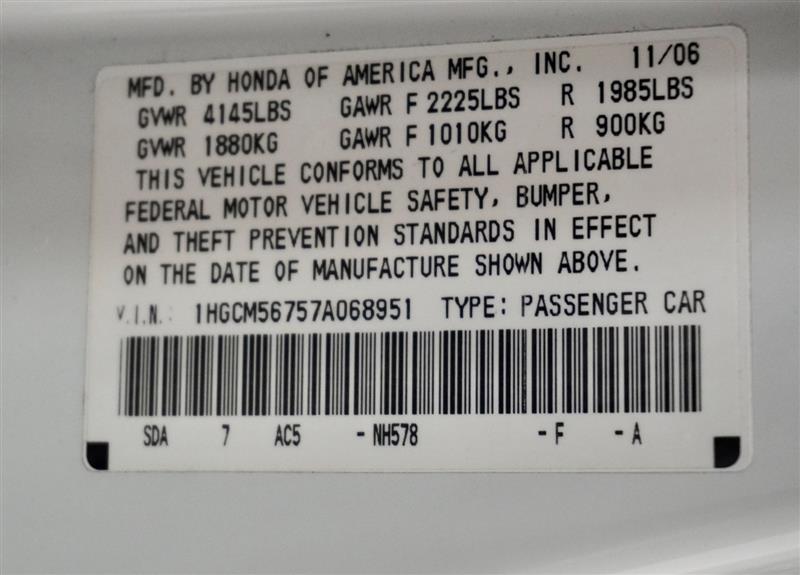 MFD. BY HONDA OF AMERICA MFG., INC. 11/06
GVWR 4145LBS GAWR F 2225LBS R 1985LBS
GVWR 1880KG GAWR F 1010KG R 900KG
THIS VEHICLE CONFORMS TO ALL APPLICABLE
FEDERAL MOTOR VEHICLE SAFETY, BUMPER,
AND THEFT PREVENTION STANDARDS IN EFFECT
ON THE DATE OF MANUFACTURE SHOWN ABOVE.
V.I.N.: 1HGCM56757A068951 TYPE: PASSENGER CAR
SDA 7 AC5 -NH578 -F -A